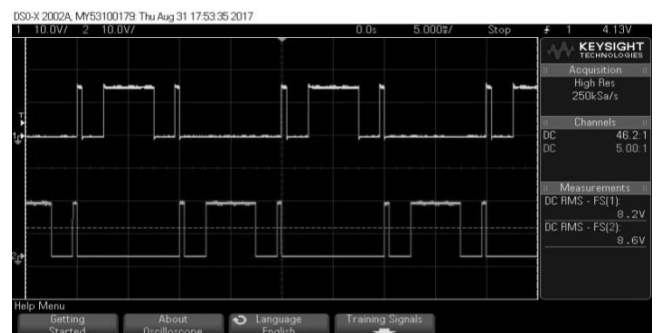 DSO-X 2002A, MY53100179: Thu Aug 31 17:53:35 2017
1 10.0V/ 2 10.0V/ 0.0s 5.000s/ Stop 1 4.13V
KEYSIGHT
TECHNOLOGIES
Acquisition
High Res
250kSa/s
Channels
DC 46.2:1
DC 5.00:1
Measurements
DC RMS - FS(1):
8.2V
DC RMS - FS(2):
8.6V
T
1
2
Help Menu
Getting Started
About Oscilloscope
Language
English
Training Signals